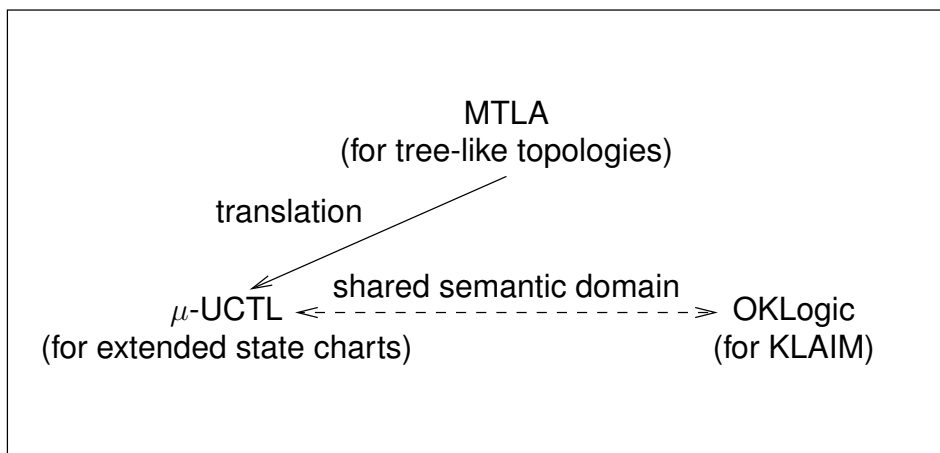 MTLA
(for tree-like topologies)
translation
shared semantic domain
μ-UCTL
OKLogic
(for extended state charts)
(for KLAIM)